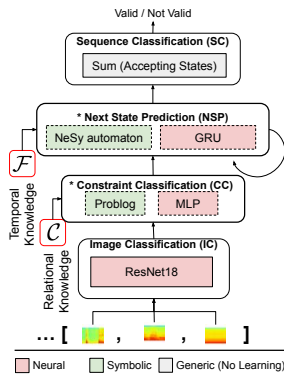 Valid / Not Valid
Sequence Classification (SC)
Sum (Accepting States)
* Next State Prediction (NSP)
NeSy automaton
GRU
F
Temporal
Knowledge
* Constraint Classification (CC)
Problog
MLP
C
Relational
Knowledge
Image Classification (IC)
ResNet18
... [ , , ]
Neural
Symbolic
Generic (No Learning)